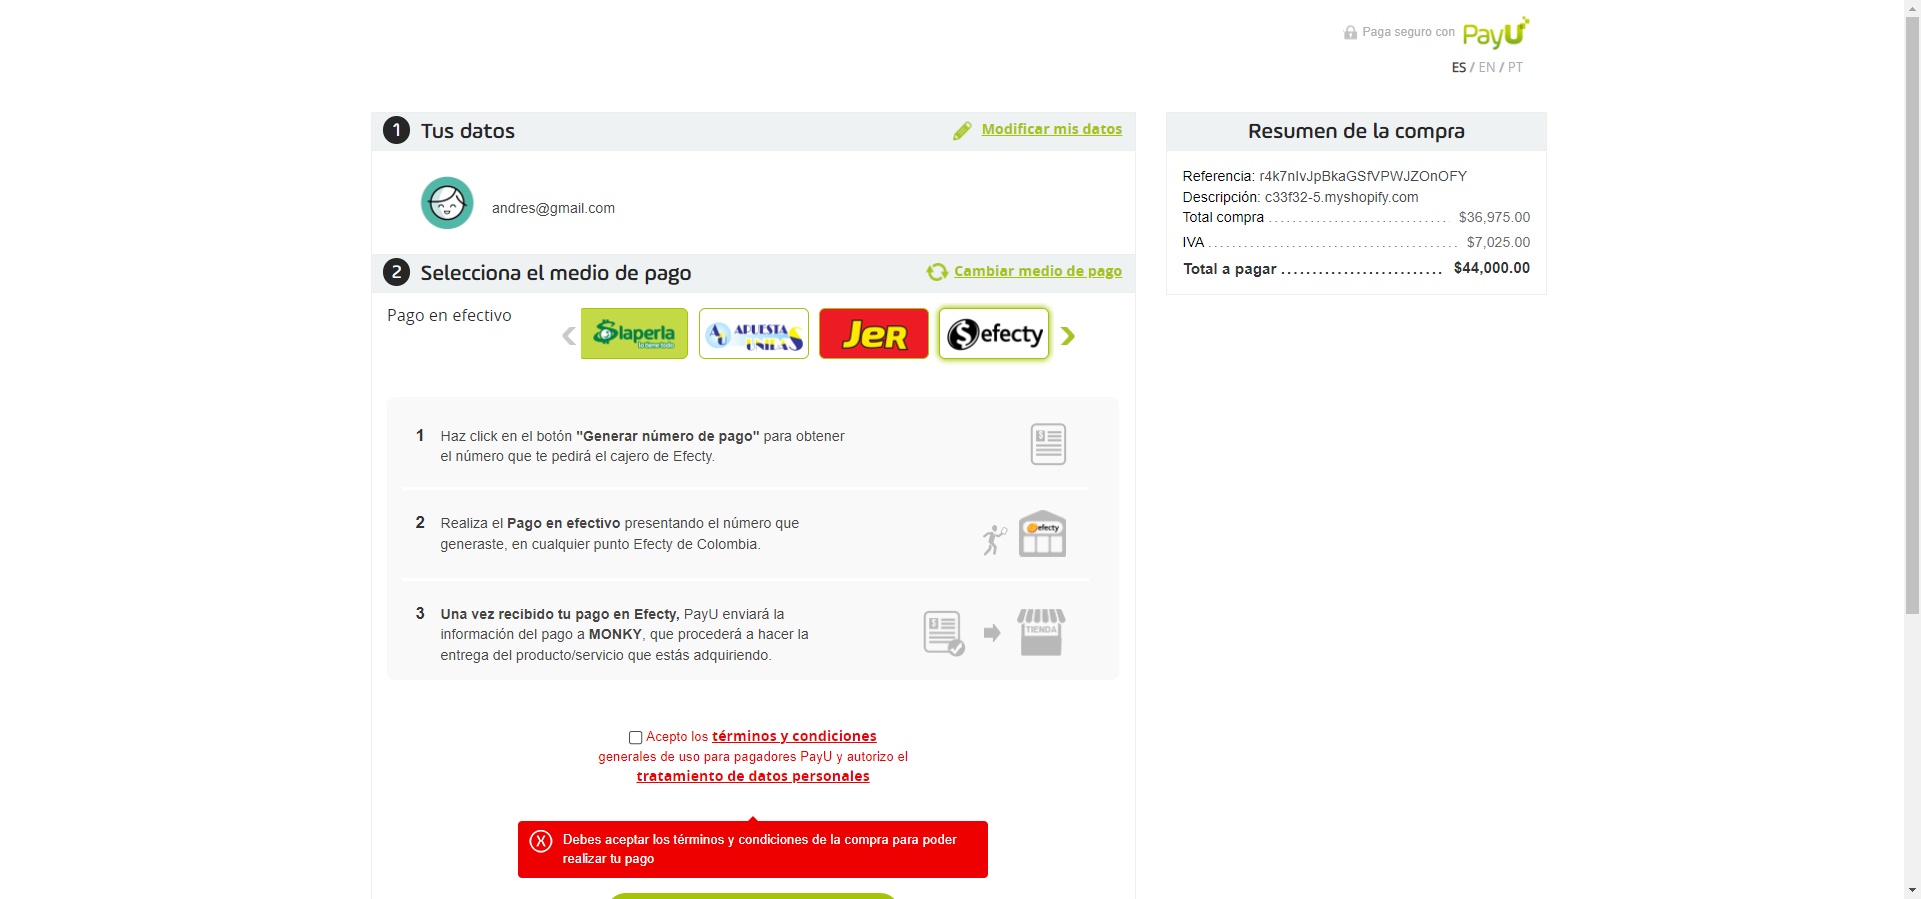 Paga seguro con PayU
ES / EN / PT
1 Tus datos
Modificar mis datos
andres@gmail.com
2 Selecciona el medio de pago
Cambiar medio de pago
Pago en efectivo
laperla
lo tiene todo
AU APUESTAS UNIDAS
JER
$efecty
1 Haz click en el botón "Generar número de pago" para obtener
el número que te pedirá el cajero de Efecty.
2 Realiza el Pago en efectivo presentando el número que
generaste, en cualquier punto Efecty de Colombia.
efecty
3 Una vez recibido tu pago en Efecty, PayU enviará la
información del pago a MONKY, que procederá a hacer la
entrega del producto/servicio que estás adquiriendo.
TIENDA
Acepto los términos y condiciones
generales de uso para pagadores PayU y autorizo el
tratamiento de datos personales
Debes aceptar los términos y condiciones de la compra para poder
realizar tu pago
Resumen de la compra
Referencia: r4k7nIvJpBkaGSfVPWJZOnOFY
Descripción: c33f32-5.myshopify.com
Total compra $36,975.00
IVA $7,025.00
Total a pagar $44,000.00